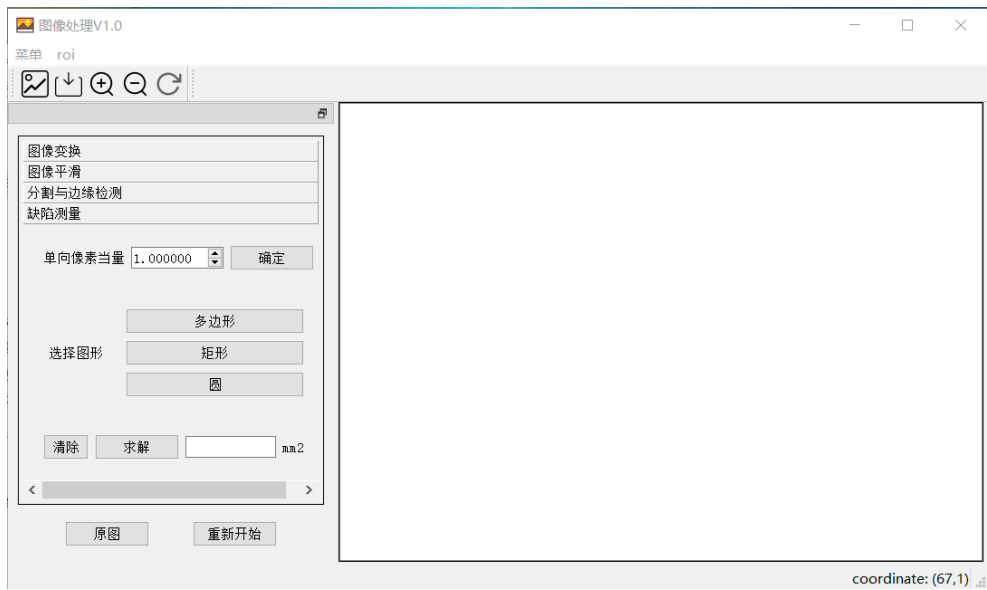 图像处理V1.0
菜单 roi
图像变换
图像平滑
分割与边缘检测
缺陷测量
单向像素当量 1.000000 确定
多边形
选择图形 矩形
圆
清除 求解 mm2
原图 重新开始
coordinate: (67,1)